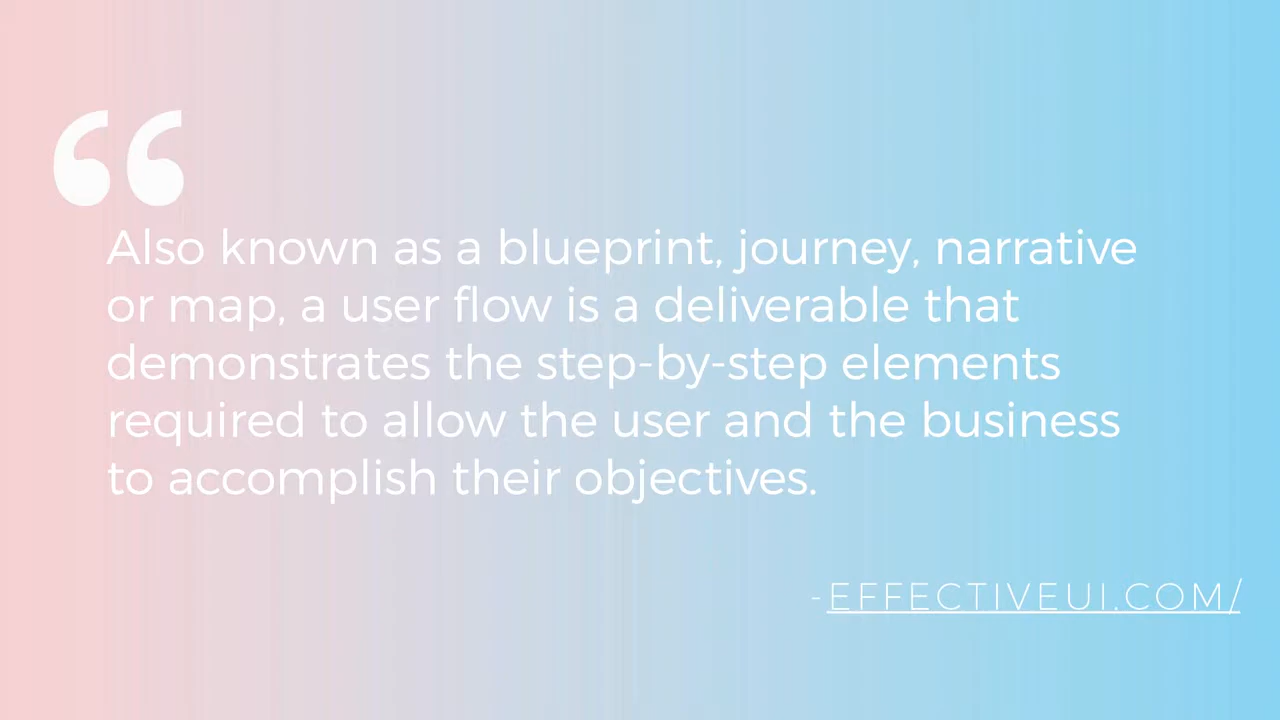 “
Also known as a blueprint, journey, narrative
or map, a user flow is a deliverable that
demonstrates the step-by-step elements
required to allow the user and the business
to accomplish their objectives.
-EFFECTIVEUI.COM/